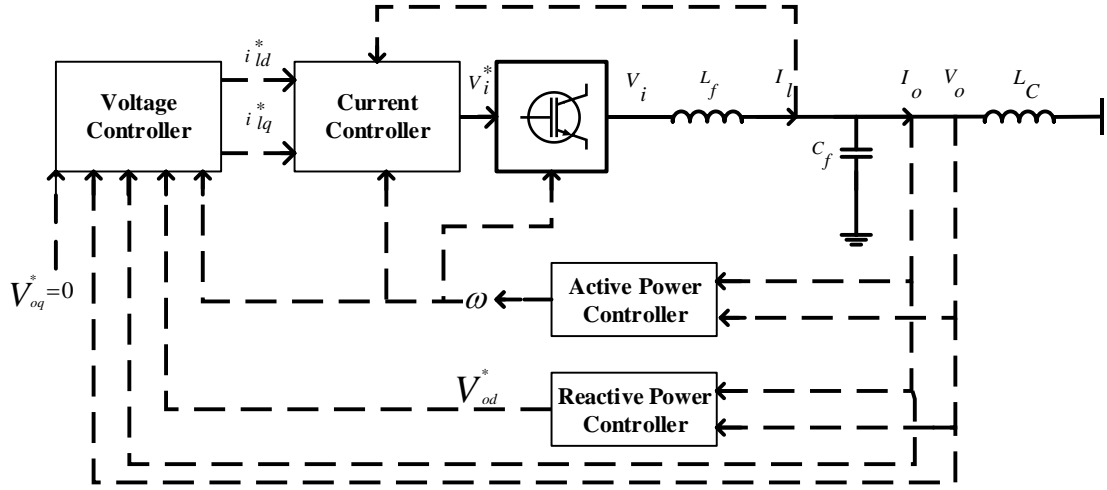 Voltage
Controller
i*ld
i*lq
Current
Controller
V*i
Vi
Lf
Il
Cf
Io
Vo
LC
V*oq=0
ω
Active Power
Controller
V*od
Reactive Power
Controller